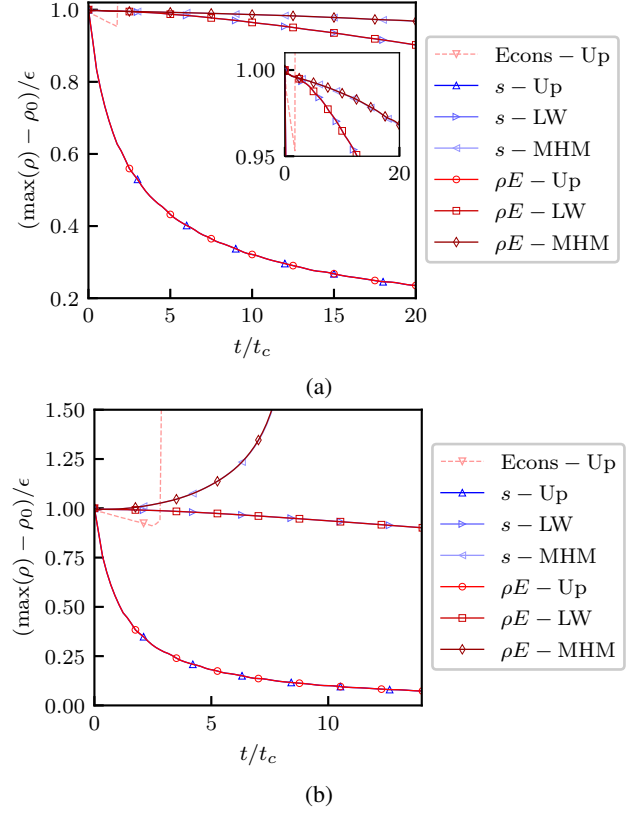 1.0
0.8
0.6
0.4
0.2
(max(ρ) − ρ₀)/ϵ
1.00
0.95
0
20
0
5
10
15
20
t/t_c
Econs − Up
s − Up
s − LW
s − MHM
ρE − Up
ρE − LW
ρE − MHM
(a)
1.50
1.25
1.00
0.75
0.50
0.25
0.00
(max(ρ) − ρ₀)/ϵ
0
5
10
t/t_c
Econs − Up
s − Up
s − LW
s − MHM
ρE − Up
ρE − LW
ρE − MHM
(b)